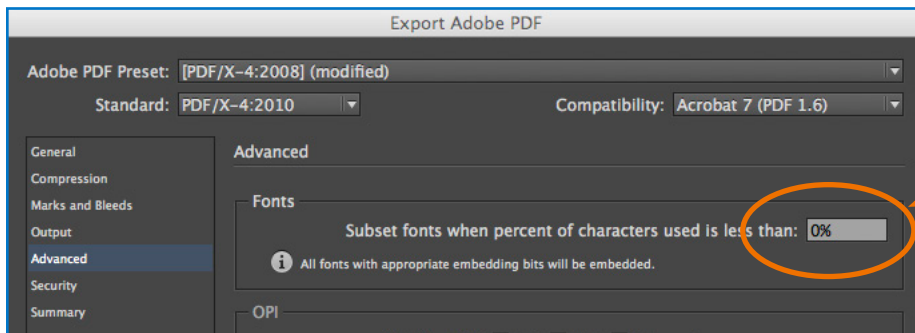 Export Adobe PDF
Adobe PDF Preset: [PDF/X-4:2008] (modified)
Standard: PDF/X-4:2010 Compatibility: Acrobat 7 (PDF 1.6)
General
Compression
Marks and Bleeds
Output
Advanced
Security
Summary
Advanced
Fonts
Subset fonts when percent of characters used is less than: 0%
i All fonts with appropriate embedding bits will be embedded.
OPI